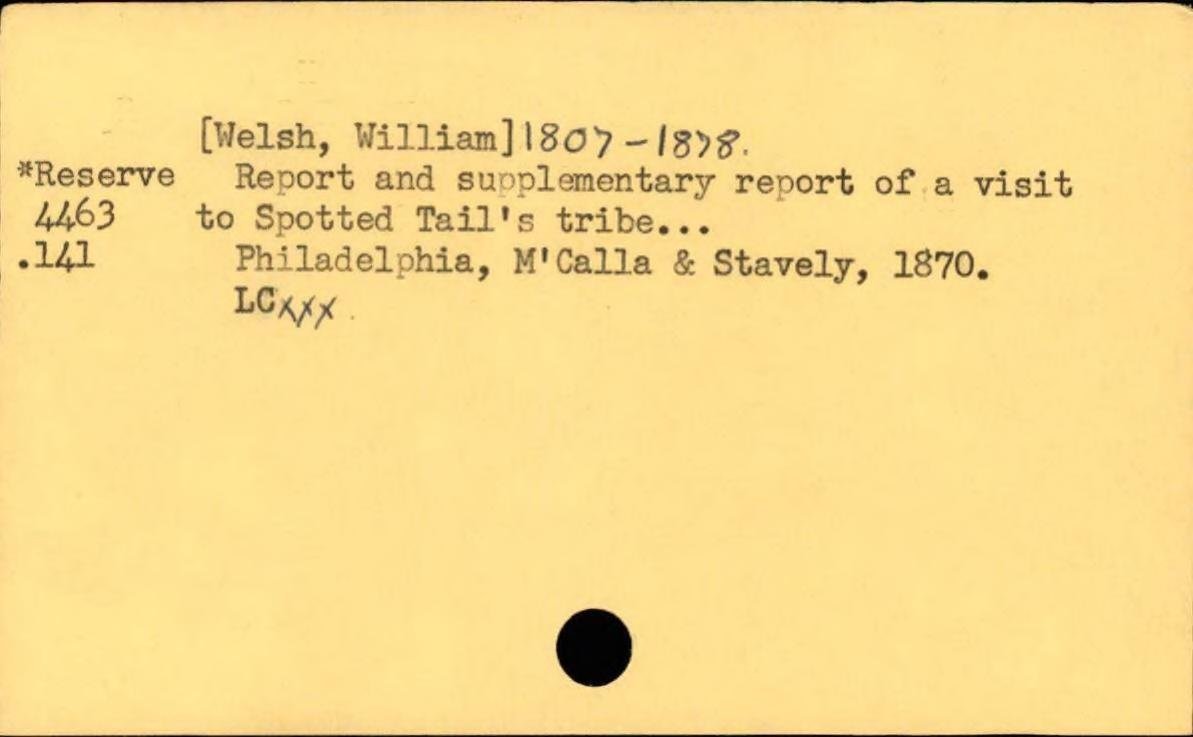 [Welsh, William] 1807-1878.
*Reserve Report and supplementary report of a visit
4463 to Spotted Tail's tribe...
.141 Philadelphia, M'Calla & Stavely, 1870.
LCxxx